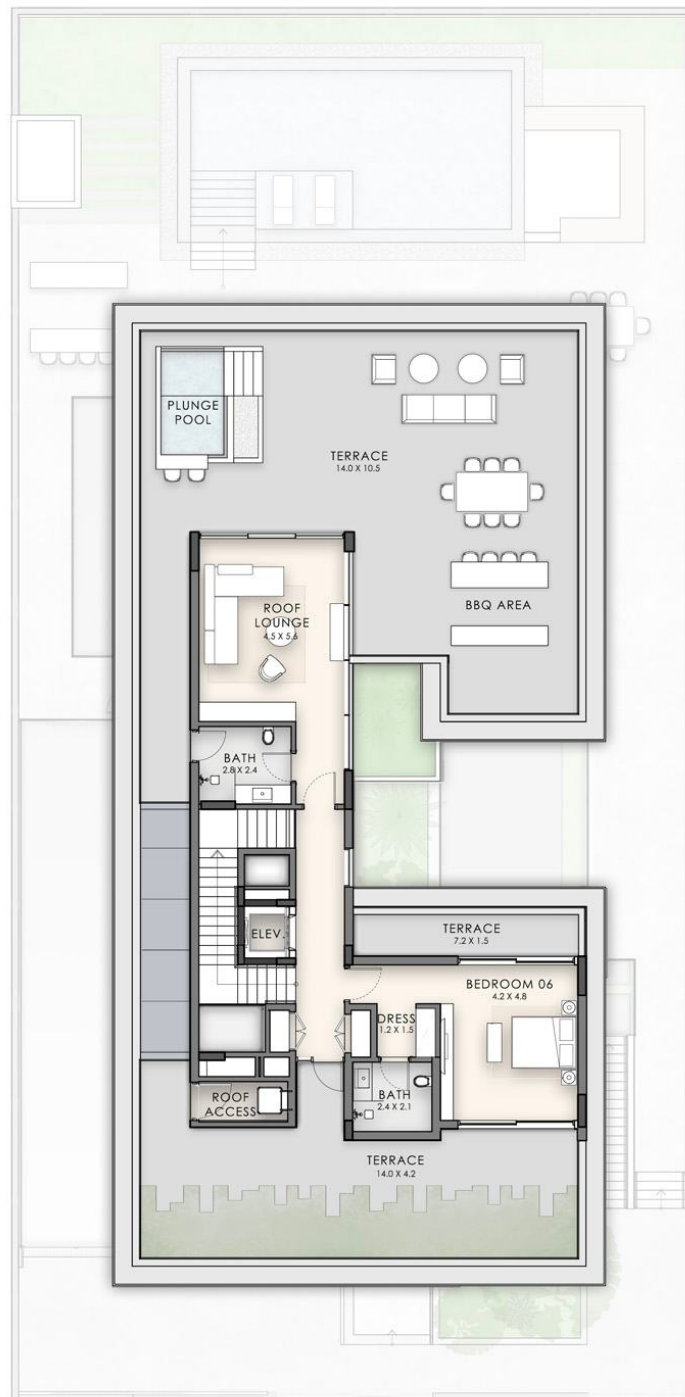 PLUNGE
POOL
TERRACE
14.0 X 10.5
ROOF
LOUNGE
4.5 X 5.6
BBQ AREA
BATH
2.8 X 2.4
ELEV.
TERRACE
7.2 X 1.5
BEDROOM 06
4.2 X 4.8
DRESS
1.2 X 1.5
ROOF
ACCESS
BATH
2.4 X 2.1
TERRACE
14.0 X 4.2